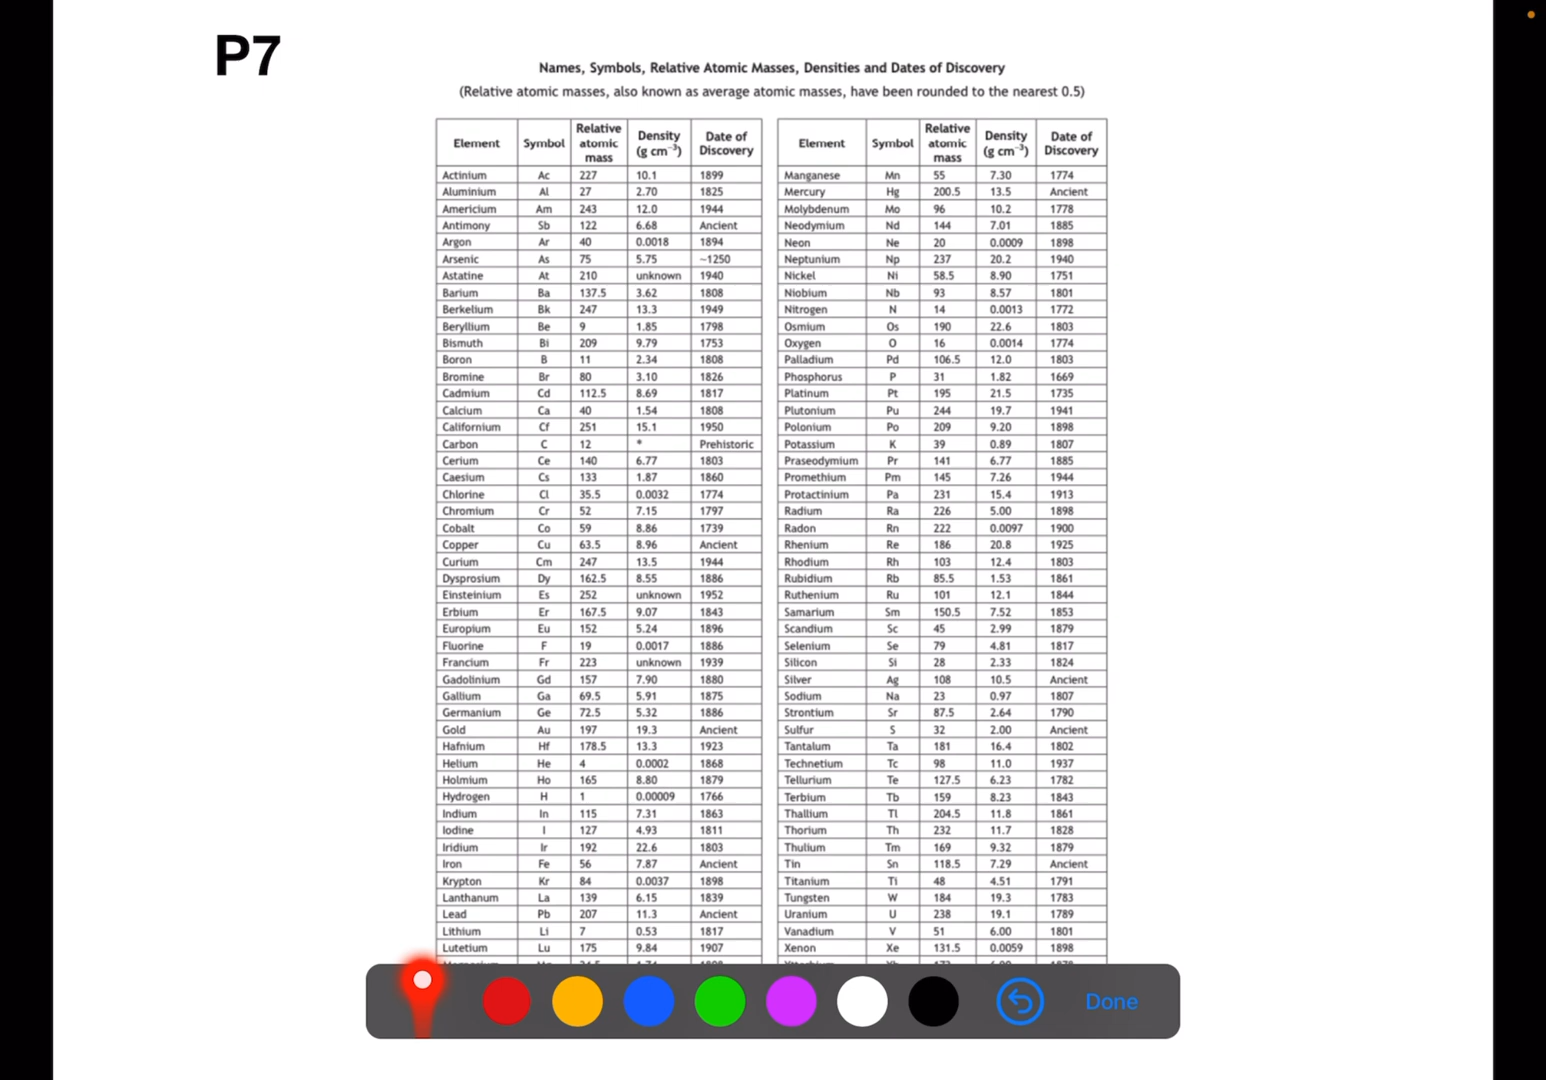 P7
Names, Symbols, Relative Atomic Masses, Densities and Dates of Discovery
(Relative atomic masses, also known as average atomic masses, have been rounded to the nearest 0.5)
Element Symbol Relative atomic mass Density (g cm⁻³) Date of Discovery
Actinium Ac 227 10.1 1899
Aluminium Al 27 2.70 1825
Americium Am 243 12.0 1944
Antimony Sb 122 6.68 Ancient
Argon Ar 40 0.0018 1894
Arsenic As 75 5.75 ~1250
Astatine At 210 unknown 1940
Barium Ba 137.5 3.62 1808
Berkelium Bk 247 13.3 1949
Beryllium Be 9 1.85 1798
Bismuth Bi 209 9.79 1753
Boron B 11 2.34 1808
Bromine Br 80 3.10 1826
Cadmium Cd 112.5 8.69 1817
Calcium Ca 40 1.54 1808
Californium Cf 251 15.1 1950
Carbon C 12 * Prehistoric
Cerium Ce 140 6.77 1803
Caesium Cs 133 1.87 1860
Chlorine Cl 35.5 0.0032 1774
Chromium Cr 52 7.15 1797
Cobalt Co 59 8.86 1739
Copper Cu 63.5 8.96 Ancient
Curium Cm 247 13.5 1944
Dysprosium Dy 162.5 8.55 1886
Einsteinium Es 252 unknown 1952
Erbium Er 167.5 9.07 1843
Europium Eu 152 5.24 1896
Fluorine F 19 0.0017 1886
Francium Fr 223 unknown 1939
Gadolinium Gd 157 7.90 1880
Gallium Ga 69.5 5.91 1875
Germanium Ge 72.5 5.32 1886
Gold Au 197 19.3 Ancient
Hafnium Hf 178.5 13.3 1923
Helium He 4 0.0002 1868
Holmium Ho 165 8.80 1879
Hydrogen H 1 0.00009 1766
Indium In 115 7.31 1863
Iodine I 127 4.93 1811
Iridium Ir 192 22.6 1803
Iron Fe 56 7.87 Ancient
Krypton Kr 84 0.0037 1898
Lanthanum La 139 6.15 1839
Lead Pb 207 11.3 Ancient
Lithium Li 7 0.53 1817
Lutetium Lu 175 9.84 1907
Element Symbol Relative atomic mass Density (g cm⁻³) Date of Discovery
Manganese Mn 55 7.30 1774
Mercury Hg 200.5 13.5 Ancient
Molybdenum Mo 96 10.2 1778
Neodymium Nd 144 7.01 1885
Neon Ne 20 0.0009 1898
Neptunium Np 237 20.2 1940
Nickel Ni 58.5 8.90 1751
Niobium Nb 93 8.57 1801
Nitrogen N 14 0.0013 1772
Osmium Os 190 22.6 1803
Oxygen O 16 0.0014 1774
Palladium Pd 106.5 12.0 1803
Phosphorus P 31 1.82 1669
Platinum Pt 195 21.5 1735
Plutonium Pu 244 19.7 1941
Polonium Po 209 9.20 1898
Potassium K 39 0.89 1807
Praseodymium Pr 141 6.77 1885
Promethium Pm 145 7.26 1944
Protactinium Pa 231 15.4 1913
Radium Ra 226 5.00 1898
Radon Rn 222 0.0097 1900
Rhenium Re 186 20.8 1925
Rhodium Rh 103 12.4 1803
Rubidium Rb 85.5 1.53 1861
Ruthenium Ru 101 12.1 1844
Samarium Sm 150.5 7.52 1853
Scandium Sc 45 2.99 1879
Selenium Se 79 4.81 1817
Silicon Si 28 2.33 1824
Silver Ag 108 10.5 Ancient
Sodium Na 23 0.97 1807
Strontium Sr 87.5 2.64 1790
Sulfur S 32 2.00 Ancient
Tantalum Ta 181 16.4 1802
Technetium Tc 98 11.0 1937
Tellurium Te 127.5 6.23 1782
Terbium Tb 159 8.23 1843
Thallium Tl 204.5 11.8 1861
Thorium Th 232 11.7 1828
Thulium Tm 169 9.32 1879
Tin Sn 118.5 7.29 Ancient
Titanium Ti 48 4.51 1791
Tungsten W 184 19.3 1783
Uranium U 238 19.1 1789
Vanadium V 51 6.00 1801
Xenon Xe 131.5 0.0059 1898
Done